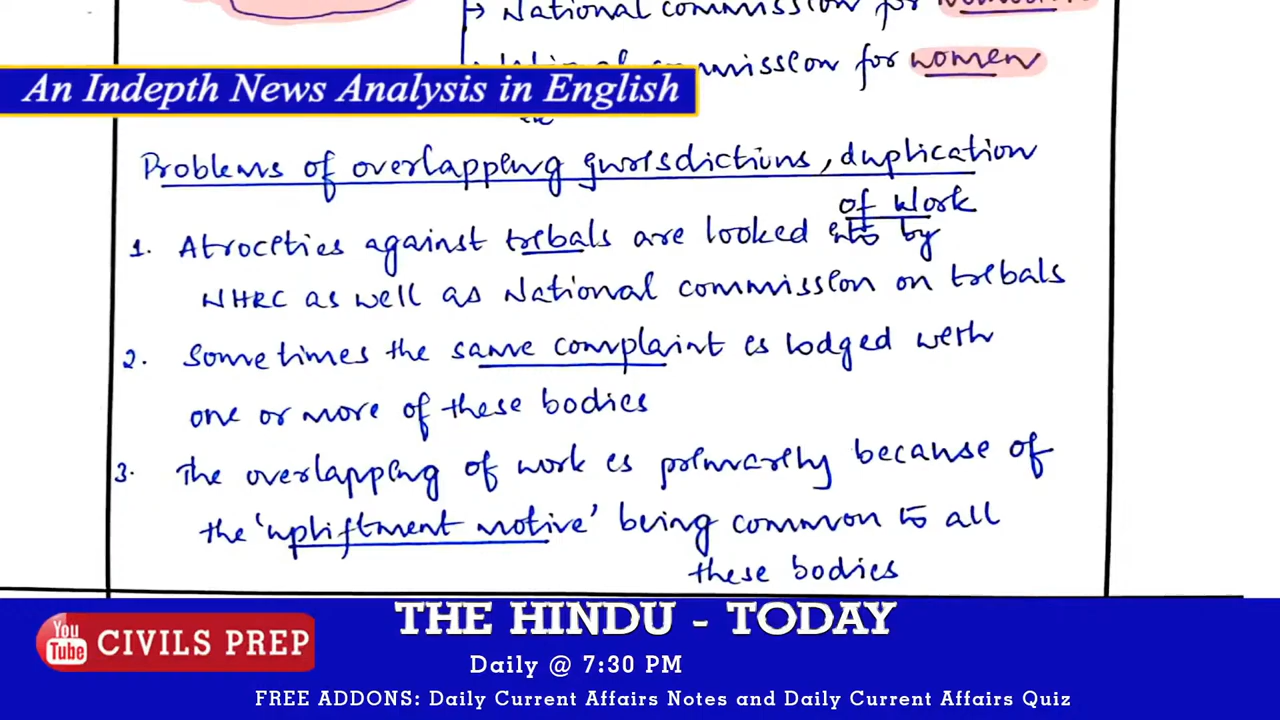 → National commission for
commission for women
An Indepth News Analysis in English
Problems of overlapping jurisdictions, duplication
of work
1. Atrocities against tribals are looked into by
NHRC as well as National commission on tribals
2. Sometimes the same complaint is lodged with
one or more of these bodies
3. The overlapping of work is primarily because of
the 'upliftment motive' being common to all
these bodies
THE HINDU - TODAY
You
Tube
CIVILS PREP
Daily @ 7:30 PM
FREE ADDONS: Daily Current Affairs Notes and Daily Current Affairs Quiz